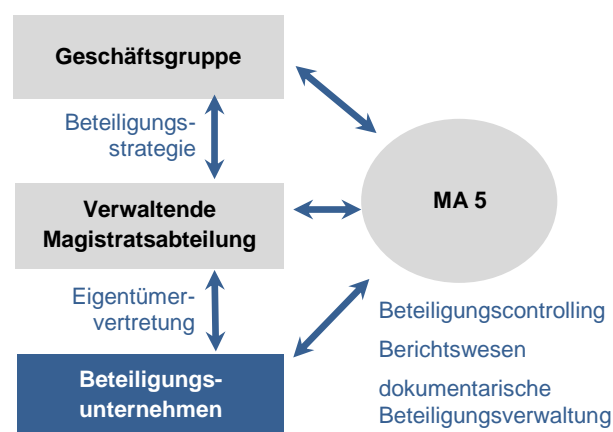 Geschäftsgruppe
Beteiligungs-
strategie
Verwaltende
Magistratsabteilung
MA 5
Eigentümer-
vertretung
Beteiligungs-
unternehmen
Beteiligungscontrolling
Berichtswesen
dokumentarische
Beteiligungsverwaltung